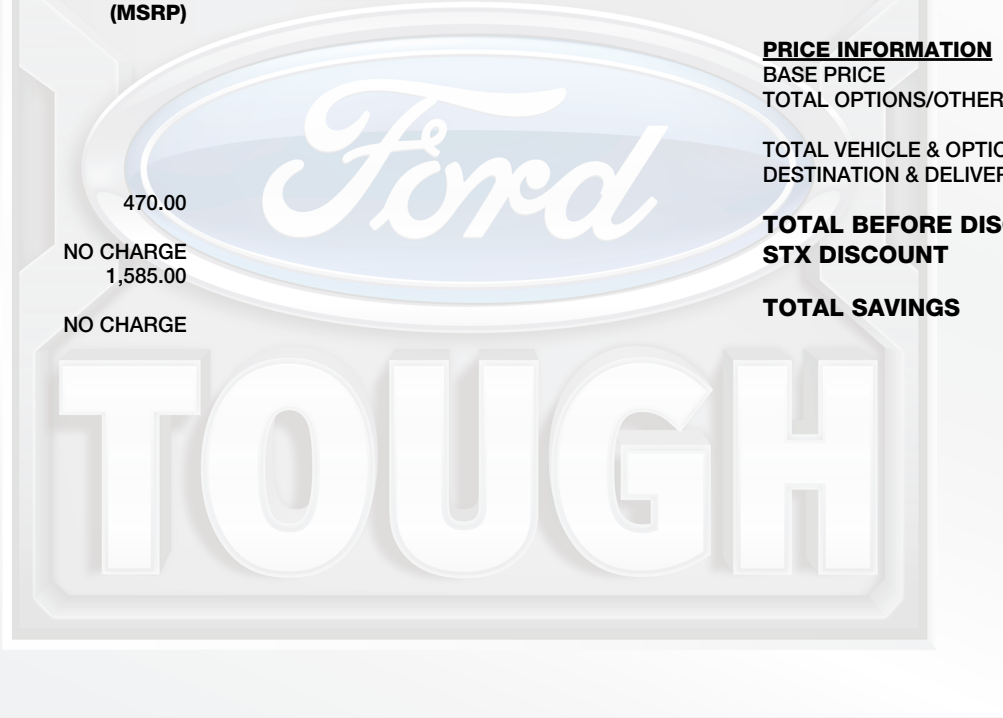 (MSRP)
470.00
NO CHARGE
1,585.00
NO CHARGE
PRICE INFORMATION
BASE PRICE
TOTAL OPTIONS/OTHER
TOTAL VEHICLE & OPTIO
DESTINATION & DELIVER
TOTAL BEFORE DIS
STX DISCOUNT
TOTAL SAVINGS
Ford
TOUGH